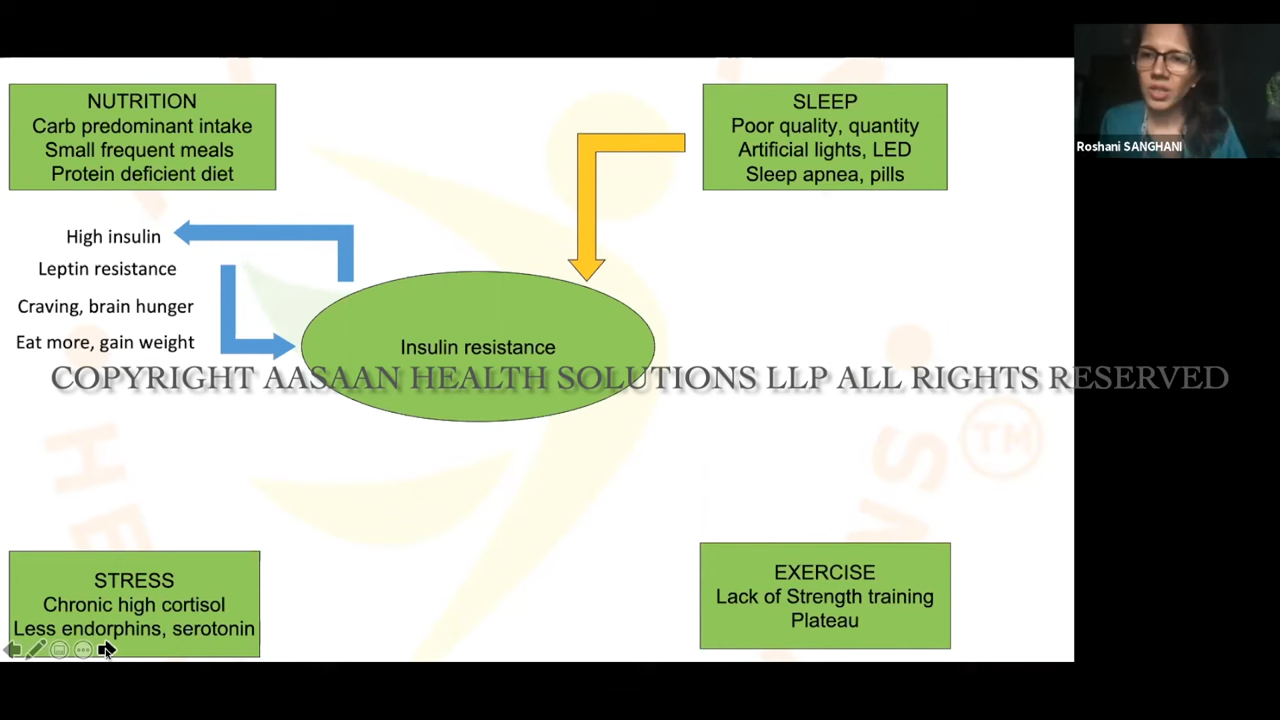 NUTRITION
Carb predominant intake
Small frequent meals
Protein deficient diet
SLEEP
Poor quality, quantity
Artificial lights, LED
Sleep apnea, pills
Roshani SANGHANI
High insulin
Leptin resistance
Craving, brain hunger
Eat more, gain weight
Insulin resistance
COPYRIGHT AASAAN HEALTH SOLUTIONS LLP ALL RIGHTS RESERVED
TM
STRESS
Chronic high cortisol
Less endorphins, serotonin
EXERCISE
Lack of Strength training
Plateau